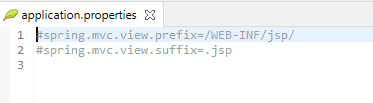 application.properties
1 #spring.mvc.view.prefix=/WEB-INF/jsp/
2 #spring.mvc.view.suffix=.jsp
3